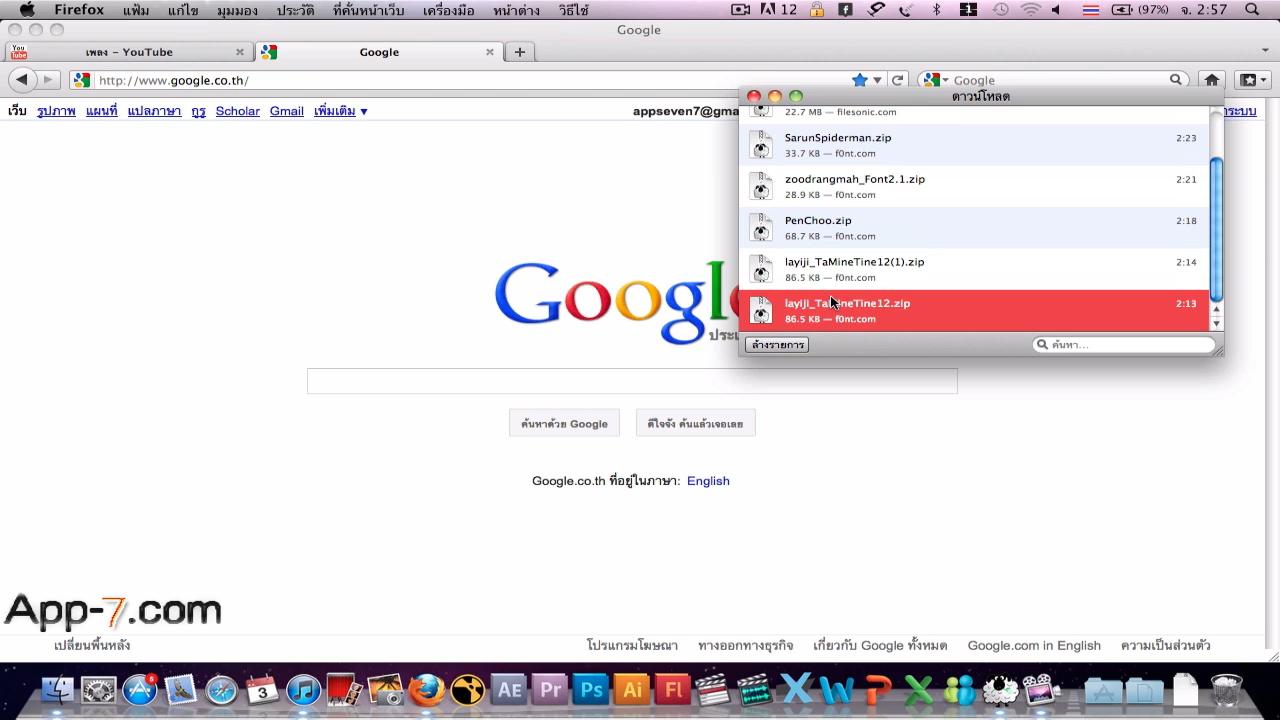 Firefox แฟ้ม แก้ไข มุมมอง ประวัติ ที่คั่นหน้าเว็บ เครื่องมือ หน้าต่าง วิธีใช้ 12 (97%) จ. 2:57
Google
เพลง - YouTube Google
http://www.google.co.th/ Google
เว็บ รูปภาพ แผนที่ แปลภาษา กูรู Scholar Gmail เพิ่มเติม ▼ appseven7@gma
ดาวน์โหลด
22.7 MB — filesonic.com
SarunSpiderman.zip 2:23
33.7 KB — f0nt.com
zoodrangmah_Font2.1.zip 2:21
28.9 KB — f0nt.com
PenChoo.zip 2:18
68.7 KB — f0nt.com
layiji_TaMineTine12(1).zip 2:14
86.5 KB — f0nt.com
layiji_TaMineTine12.zip 2:13
86.5 KB — f0nt.com
ล้างรายการ ค้นหา...
Googl
ประ
ค้นหาด้วย Google ดีใจจัง ค้นแล้วเจอเลย
Google.co.th ที่อยู่ในภาษา: English
App-7.com
เปลี่ยนพื้นหลัง โปรแกรมโฆษณา ทางออกทางธุรกิจ เกี่ยวกับ Google ทั้งหมด Google.com in English ความเป็นส่วนตัว
6 3 AE Pr Ps Ai Fl